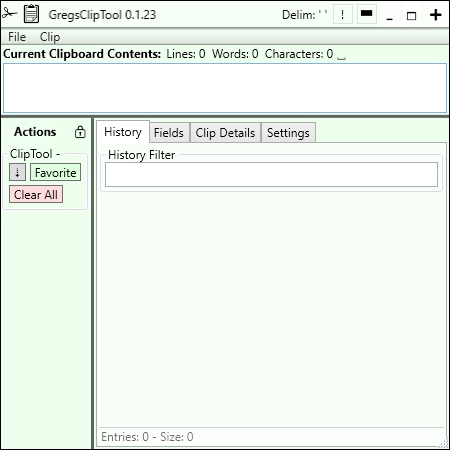 GregsClipTool 0.1.23 Delim: ' ' !
File Clip
Current Clipboard Contents: Lines: 0 Words: 0 Characters: 0
Actions
ClipTool -
↓ Favorite
Clear All
History Fields Clip Details Settings
History Filter
Entries: 0 - Size: 0